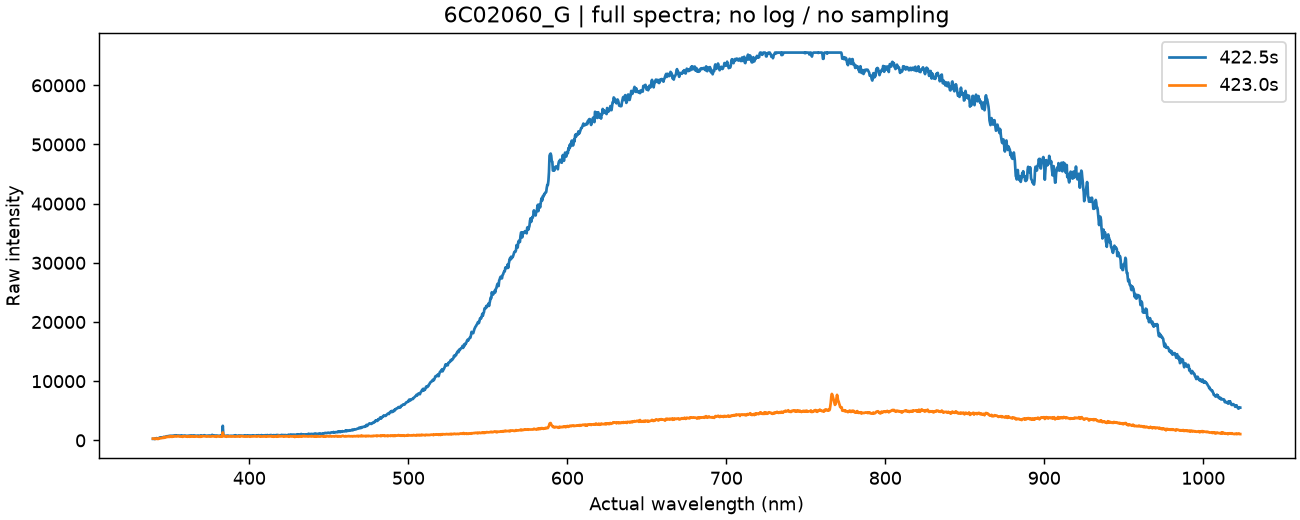 6C02060_G | full spectra; no log / no sampling
422.5s
423.0s
Raw intensity
60000
50000
40000
30000
20000
10000
0
400 500 600 700 800 900 1000
Actual wavelength (nm)